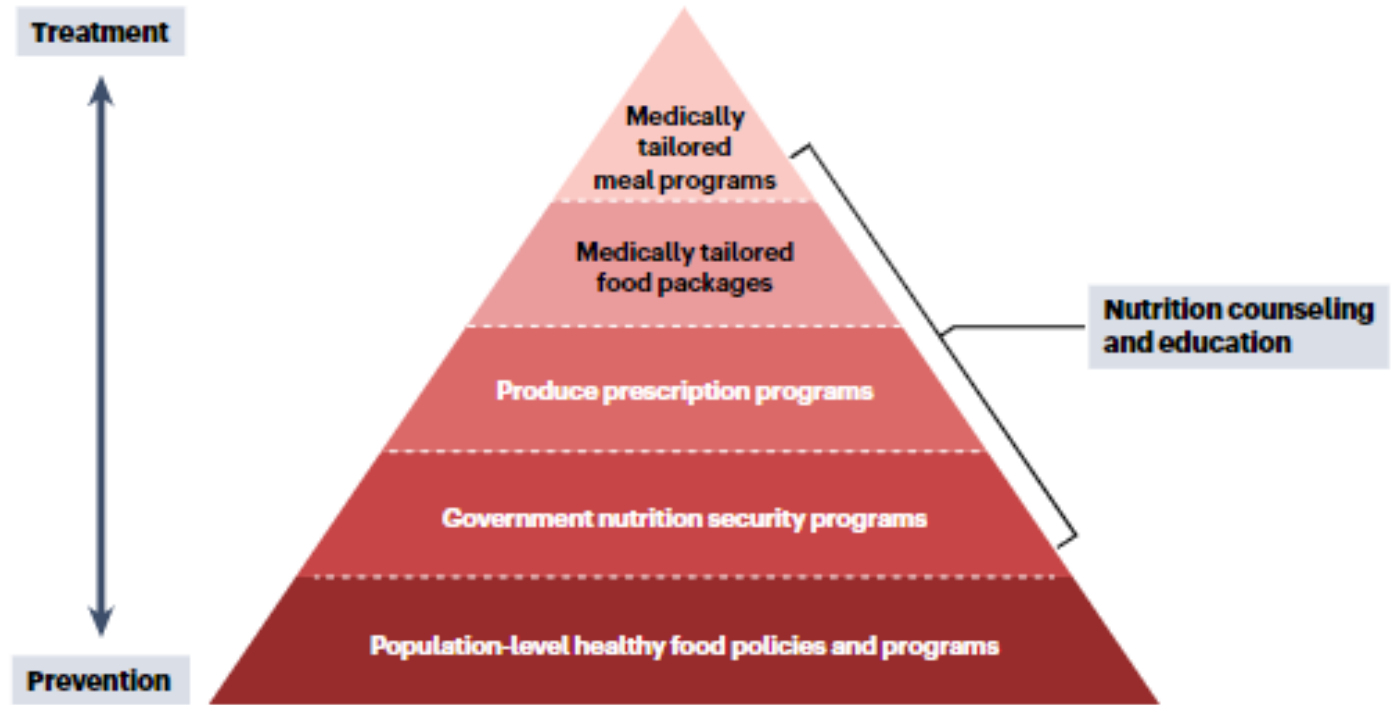 Treatment
Medically
tailored
meal programs
Medically tailored
food packages
Nutrition counseling
and education
Produce prescription programs
Government nutrition security programs
Population-level healthy food policies and programs
Prevention